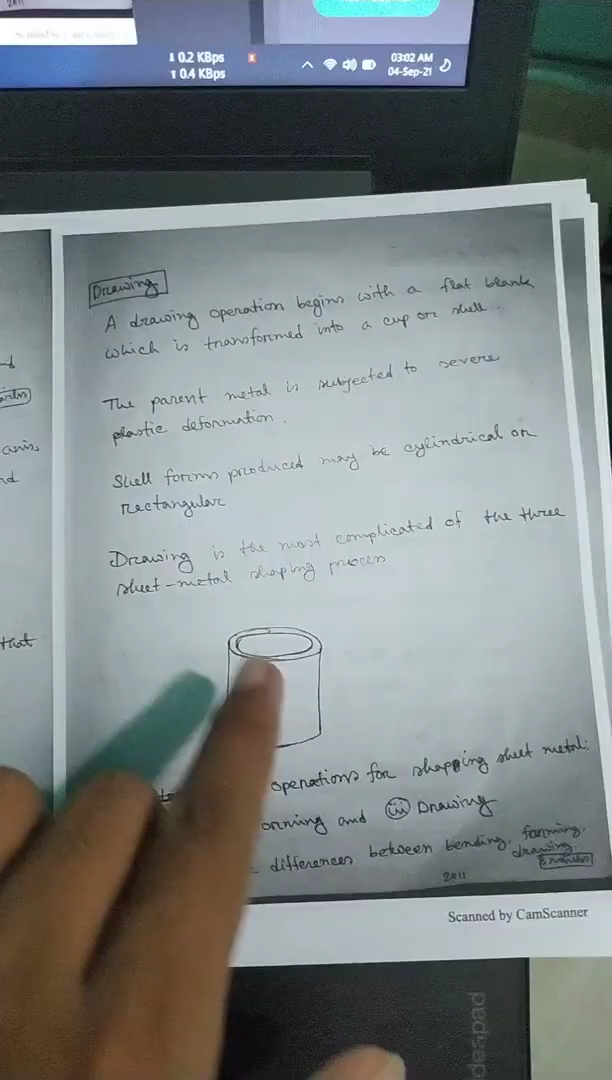 0.2 KBps
0.4 KBps
03:02 AM
04-Sep-21
Drawing
A drawing operation begins with a flat blank
which is transformed into a cup or shell.
The parent metal is subjected to severe
plastic deformation.
Shell forms produced may be cylindrical or
rectangular
Drawing is the most complicated of the three
sheet-metal shaping process
operations for shapping sheet metal:
orming and (iii) Drawing
differences between bending, forming,
drawing.
2011
8 marks
Scanned by CamScanner
deapad